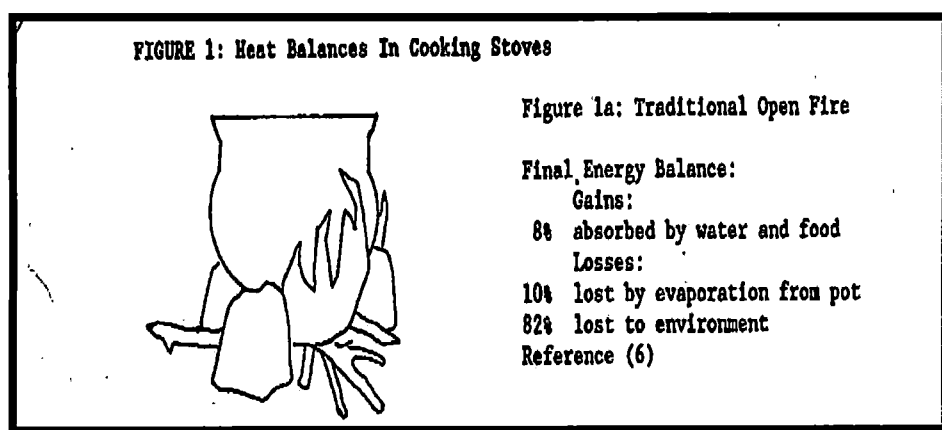 FIGURE 1: Heat Balances In Cooking Stoves
Figure 1a: Traditional Open Fire
Final Energy Balance:
Gains:
8% absorbed by water and food
Losses:
10% lost by evaporation from pot
82% lost to environment
Reference (6)